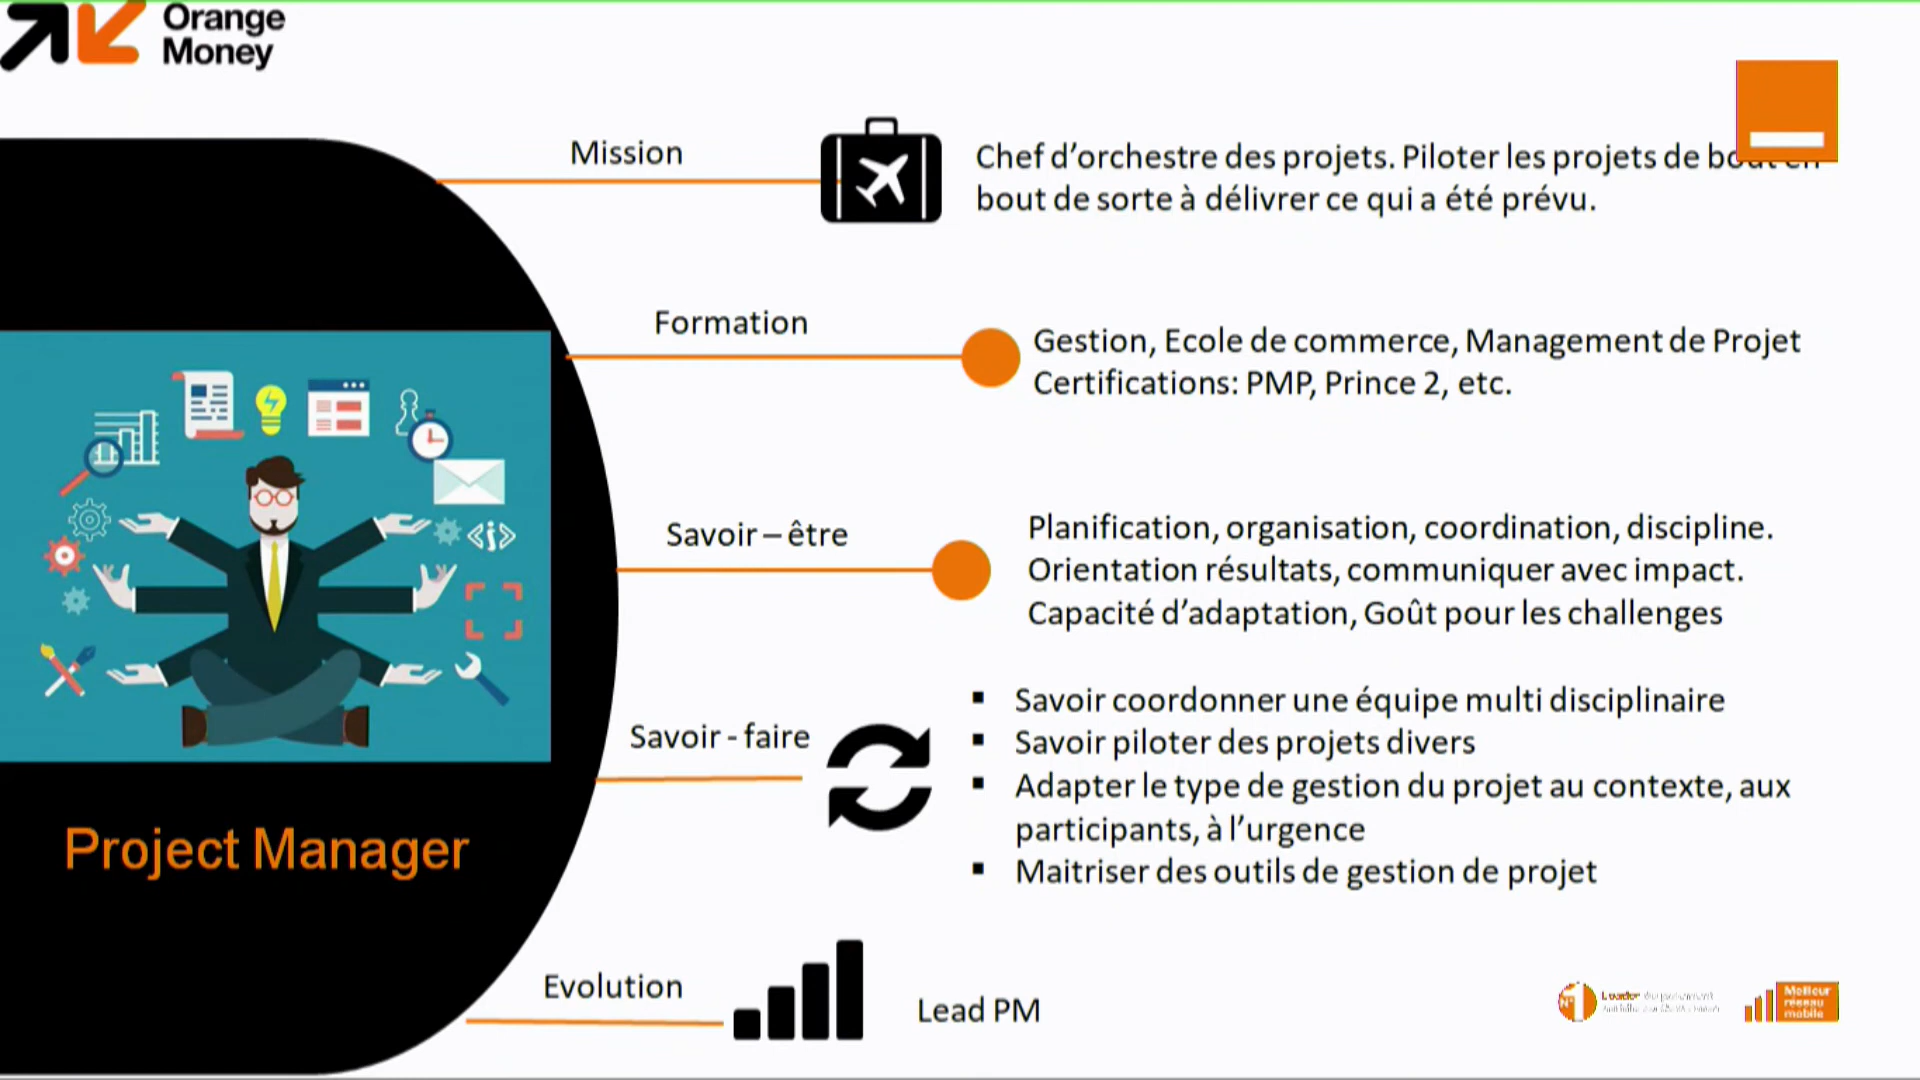 Orange
Money
Mission
Chef d’orchestre des projets. Piloter les projets de bout en
bout de sorte à délivrer ce qui a été prévu.
Formation
Gestion, Ecole de commerce, Management de Projet
Certifications: PMP, Prince 2, etc.
Savoir – être
Planification, organisation, coordination, discipline.
Orientation résultats, communiquer avec impact.
Capacité d’adaptation, Goût pour les challenges
Savoir - faire
▪ Savoir coordonner une équipe multi disciplinaire
▪ Savoir piloter des projets divers
▪ Adapter le type de gestion du projet au contexte, aux
participants, à l’urgence
▪ Maitriser des outils de gestion de projet
Project Manager
Evolution
Lead PM
N°1
Leader
Meilleur
réseau
mobile